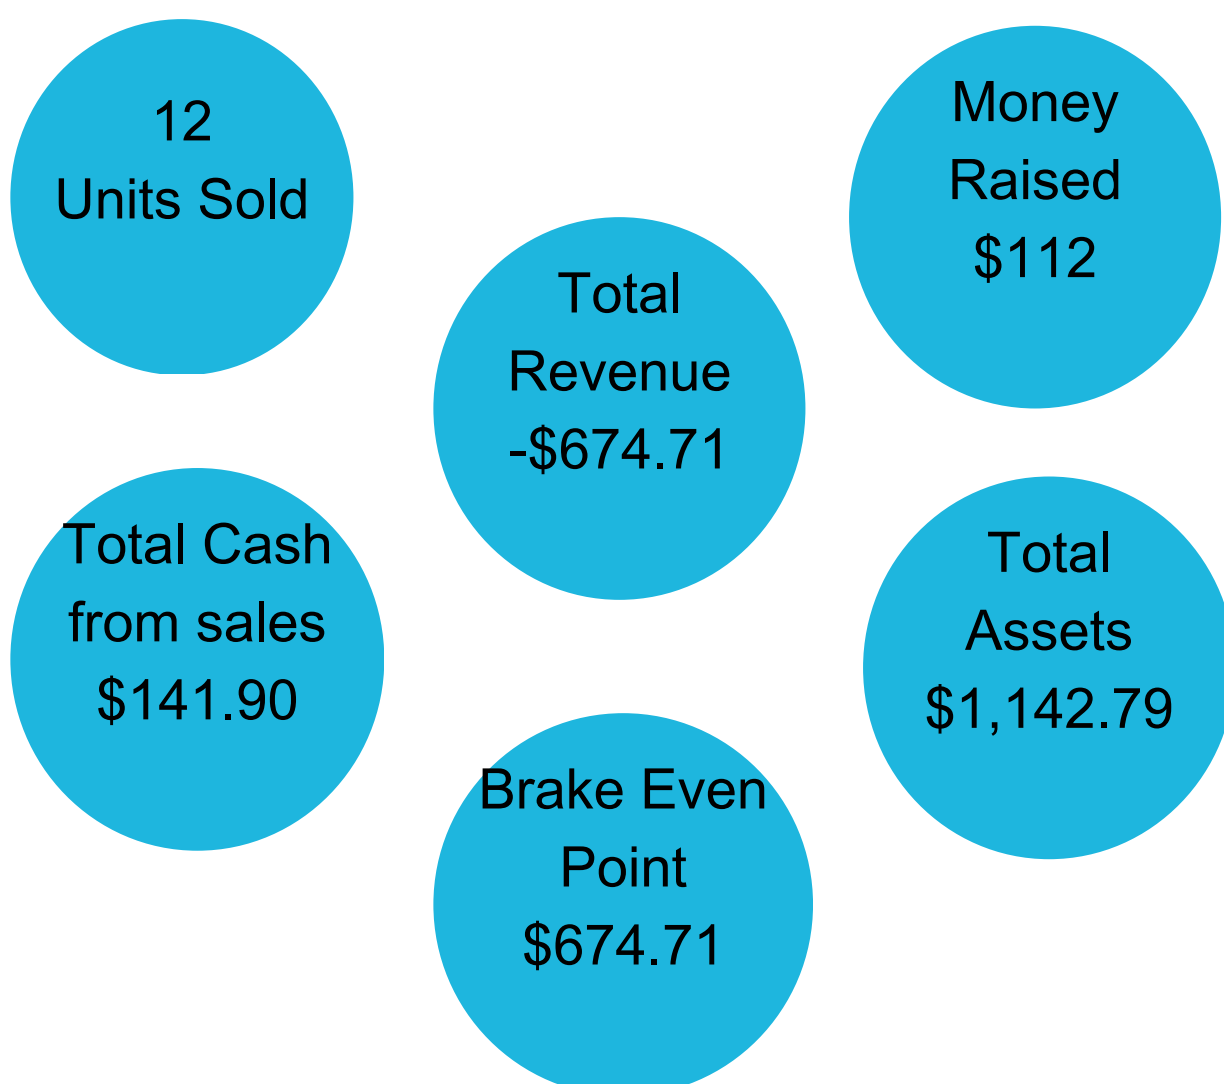 12
Units Sold
Money
Raised
$112
Total
Revenue
-$674.71
Total Cash
from sales
$141.90
Total
Assets
$1,142.79
Brake Even
Point
$674.71